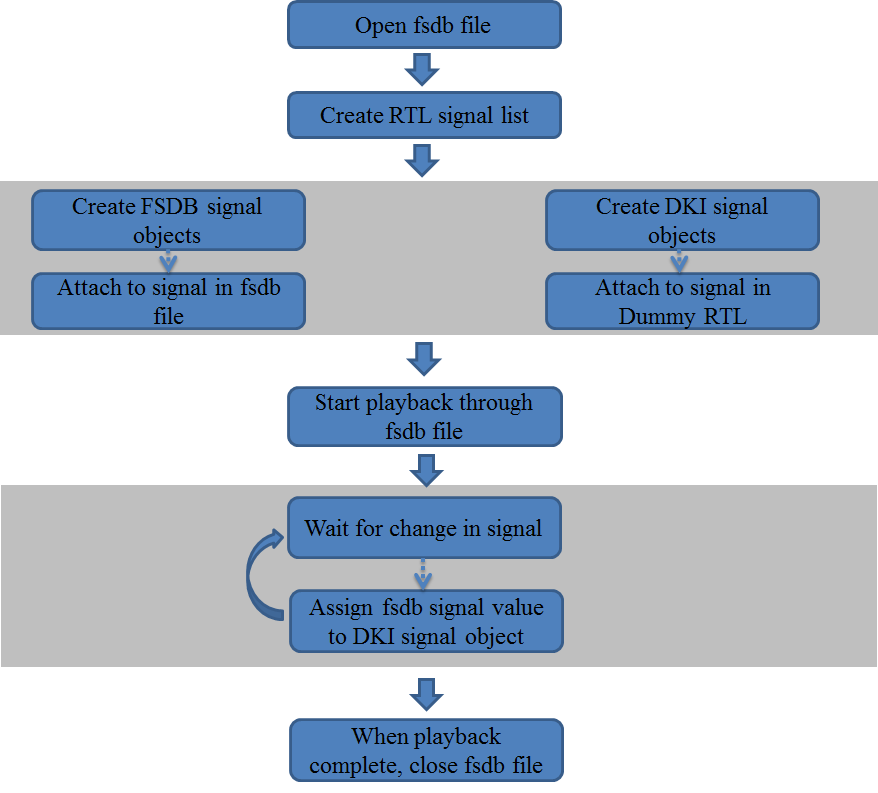 Open fsdb file
Create RTL signal list
Create FSDB signal
objects
Attach to signal in fsdb
file
Create DKI signal
objects
Attach to signal in
Dummy RTL
Start playback through
fsdb file
Wait for change in signal
Assign fsdb signal value
to DKI signal object
When playback
complete, close fsdb file